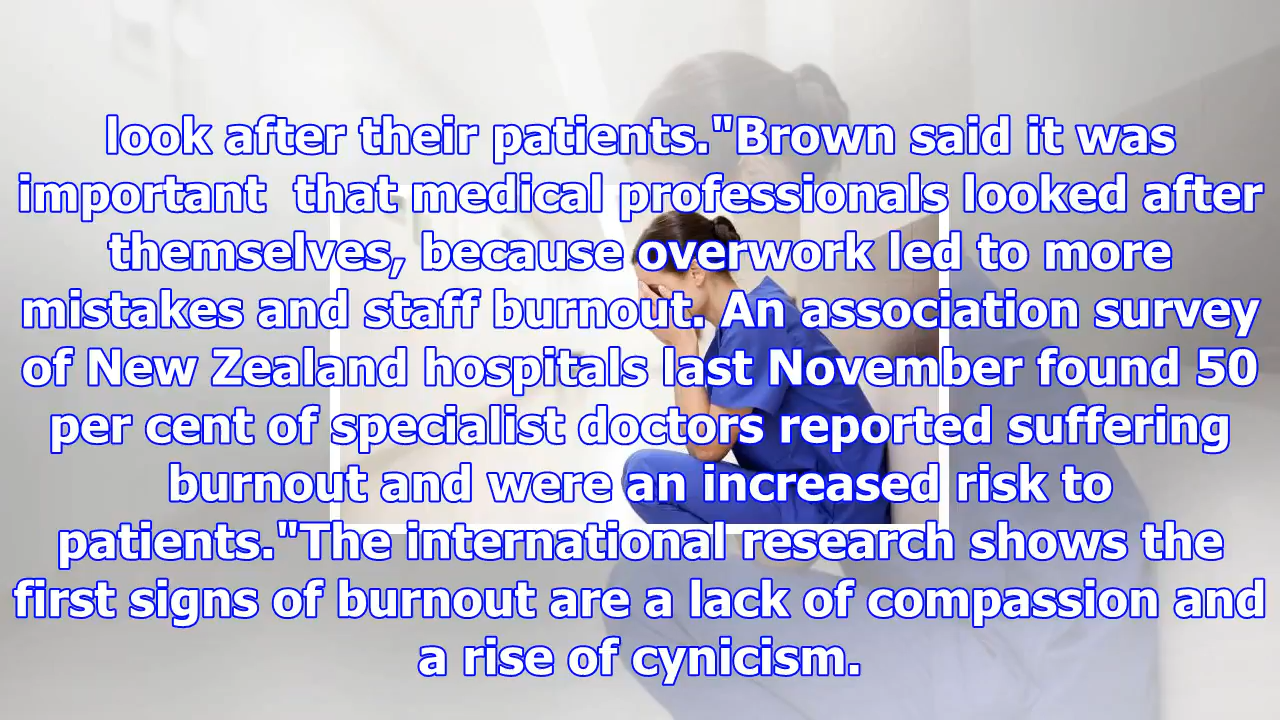 look after their patients."Brown said it was
important  that medical professionals looked after
themselves, because overwork led to more
mistakes and staff burnout. An association survey
of New Zealand hospitals last November found 50
per cent of specialist doctors reported suffering
burnout and were an increased risk to
patients."The international research shows the
first signs of burnout are a lack of compassion and
a rise of cynicism.